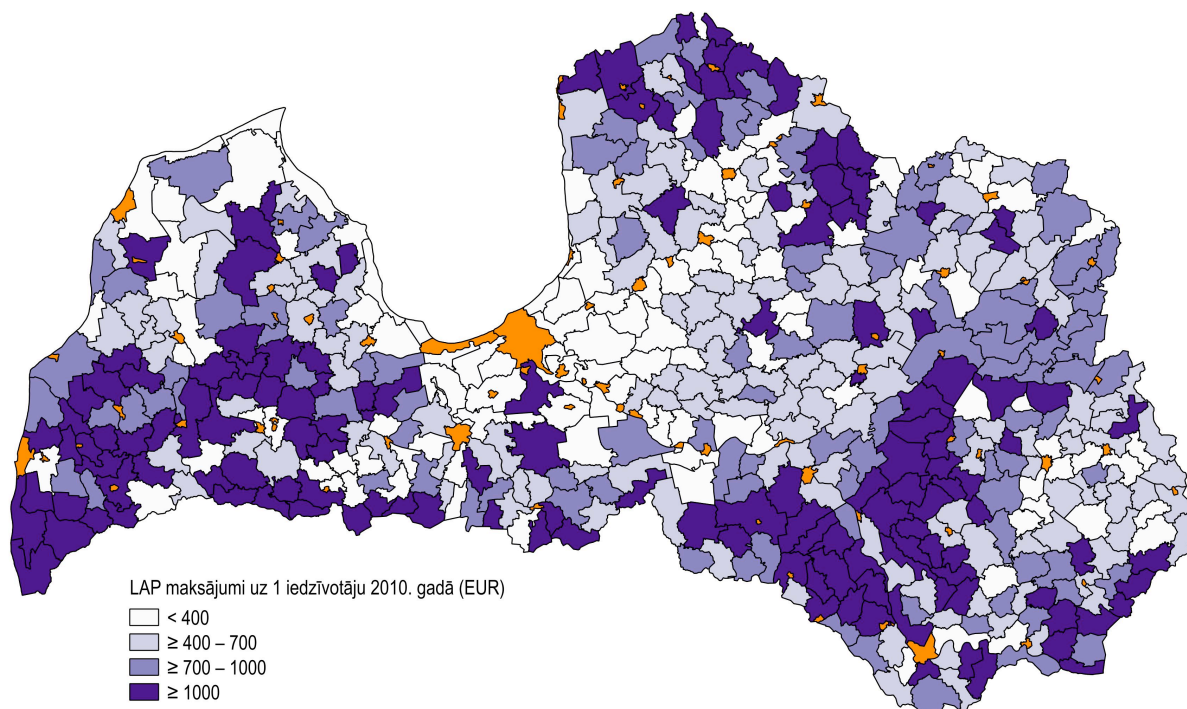 LAP maksājumi uz 1 iedzīvotāju 2010. gadā (EUR)
< 400
≥ 400 – 700
≥ 700 – 1000
≥ 1000